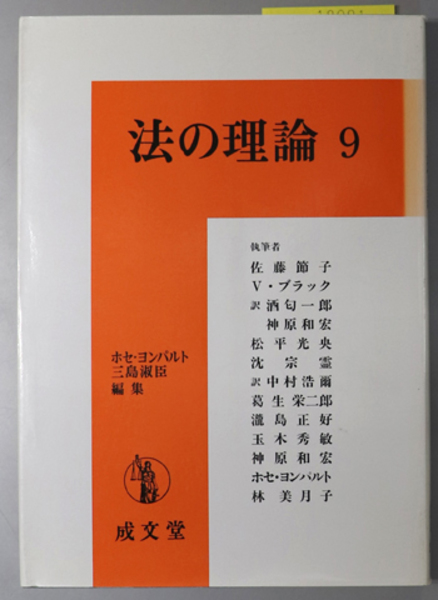 法の理論 9
執筆者
佐藤節子
V・ブラック
訳 酒匂一郎
神原和宏
松平光央
沈宗霊
訳 中村浩爾
葛生栄二郎
瀧島正好
玉木秀敏
神原和宏
ホセ・ヨンパルト
林美月子
ホセ・ヨンパルト
三島淑臣
編集
成文堂